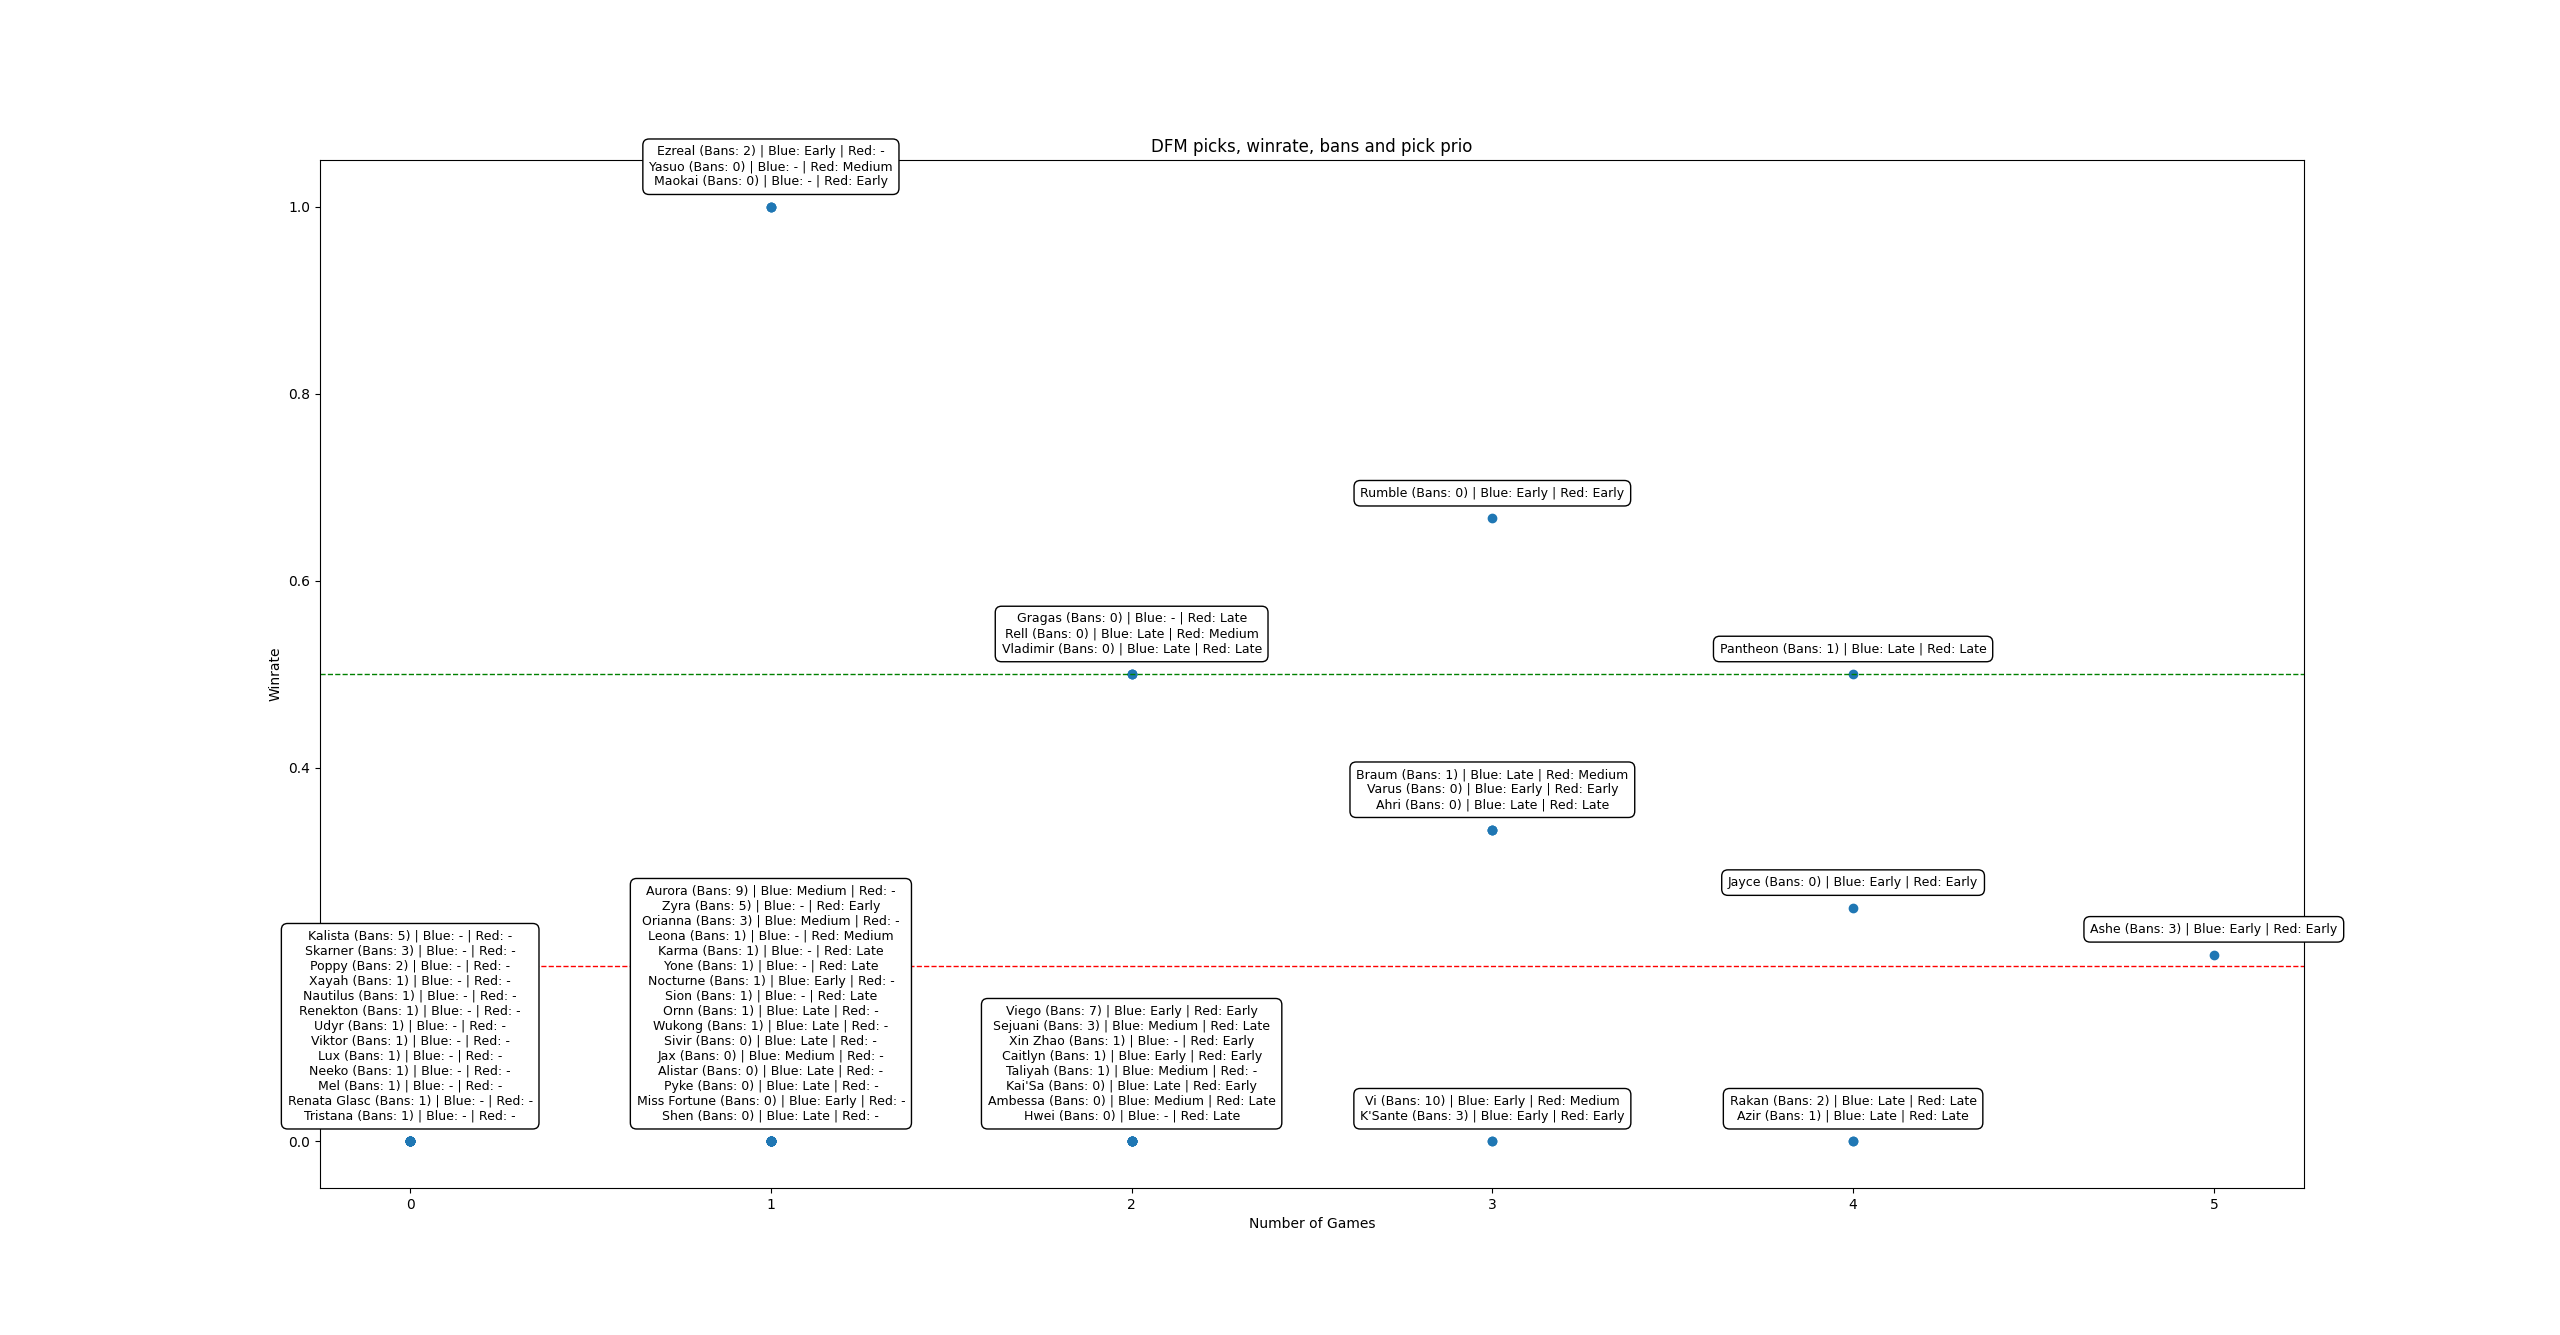 DFM picks, winrate, bans and pick prio
Ezreal (Bans: 2) | Blue: Early | Red: -
Yasuo (Bans: 0) | Blue: - | Red: Medium
Maokai (Bans: 0) | Blue: - | Red: Early
1.0
0.8
Rumble (Bans: 0) | Blue: Early | Red: Early
0.6
Gragas (Bans: 0) | Blue: - | Red: Late
Rell (Bans: 0) | Blue: Late | Red: Medium
Vladimir (Bans: 0) | Blue: Late | Red: Late
Pantheon (Bans: 1) | Blue: Late | Red: Late
Winrate
0.4
Braum (Bans: 1) | Blue: Late | Red: Medium
Varus (Bans: 0) | Blue: Early | Red: Early
Ahri (Bans: 0) | Blue: Late | Red: Late
Jayce (Bans: 0) | Blue: Early | Red: Early
Ashe (Bans: 3) | Blue: Early | Red: Early
Kalista (Bans: 5) | Blue: - | Red: -
Skarner (Bans: 3) | Blue: - | Red: -
Poppy (Bans: 2) | Blue: - | Red: -
Xayah (Bans: 1) | Blue: - | Red: -
Nautilus (Bans: 1) | Blue: - | Red: -
Renekton (Bans: 1) | Blue: - | Red: -
Udyr (Bans: 1) | Blue: - | Red: -
Viktor (Bans: 1) | Blue: - | Red: -
Lux (Bans: 1) | Blue: - | Red: -
Neeko (Bans: 1) | Blue: - | Red: -
Mel (Bans: 1) | Blue: - | Red: -
Renata Glasc (Bans: 1) | Blue: - | Red: -
Tristana (Bans: 1) | Blue: - | Red: -
Aurora (Bans: 9) | Blue: Medium | Red: -
Zyra (Bans: 5) | Blue: - | Red: Early
Orianna (Bans: 3) | Blue: Medium | Red: -
Leona (Bans: 1) | Blue: - | Red: Medium
Karma (Bans: 1) | Blue: - | Red: Late
Yone (Bans: 1) | Blue: - | Red: Late
Nocturne (Bans: 1) | Blue: Early | Red: -
Sion (Bans: 1) | Blue: - | Red: Late
Ornn (Bans: 1) | Blue: Late | Red: -
Wukong (Bans: 1) | Blue: Late | Red: -
Sivir (Bans: 0) | Blue: Late | Red: -
Jax (Bans: 0) | Blue: Medium | Red: -
Alistar (Bans: 0) | Blue: Late | Red: -
Pyke (Bans: 0) | Blue: Late | Red: -
Miss Fortune (Bans: 0) | Blue: Early | Red: -
Shen (Bans: 0) | Blue: Late | Red: -
Viego (Bans: 7) | Blue: Early | Red: Early
Sejuani (Bans: 3) | Blue: Medium | Red: Late
Xin Zhao (Bans: 1) | Blue: - | Red: Early
Caitlyn (Bans: 1) | Blue: Early | Red: Early
Taliyah (Bans: 1) | Blue: Medium | Red: -
Kai'Sa (Bans: 0) | Blue: Late | Red: Early
Ambessa (Bans: 0) | Blue: Medium | Red: Late
Hwei (Bans: 0) | Blue: - | Red: Late
Vi (Bans: 10) | Blue: Early | Red: Medium
K'Sante (Bans: 3) | Blue: Early | Red: Early
Rakan (Bans: 2) | Blue: Late | Red: Late
Azir (Bans: 1) | Blue: Late | Red: Late
0.0
0 1 2 3 4 5
Number of Games